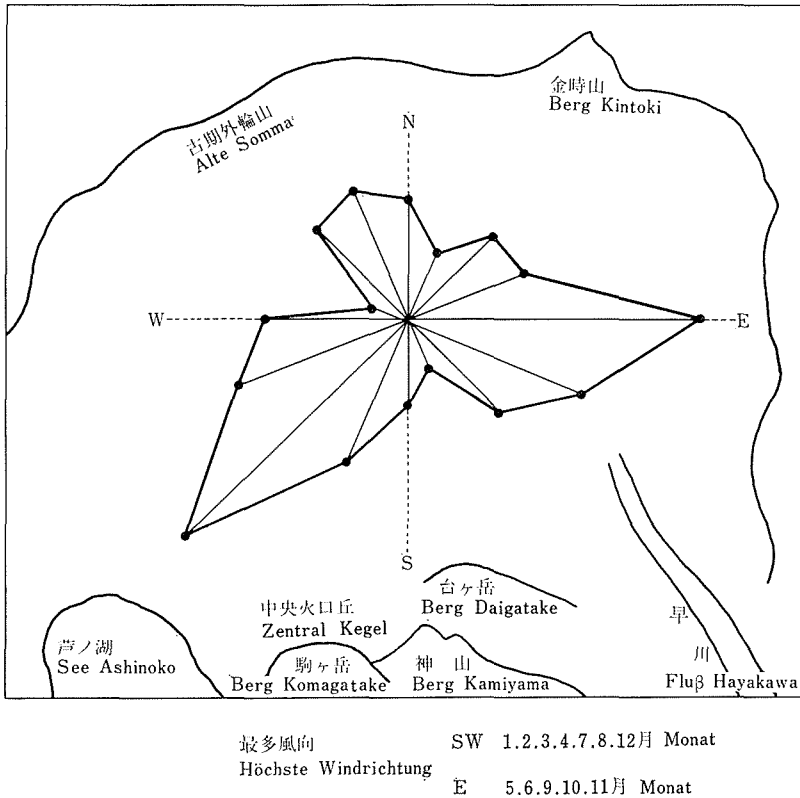 金時山
Berg Kintoki
古期外輪山
Alte Somma
N
W
E
S
台ヶ岳
Berg Daigatake
中央火口丘
Zentral Kegel
早川
芦ノ湖
See Ashinoko
駒ヶ岳
Berg Komagatake
神山
Berg Kamiyama
Fluβ Hayakawa
最多風向
Höchste Windrichtung
SW 1.2.3.4.7.8.12月 Monat
E 5.6.9.10.11月 Monat